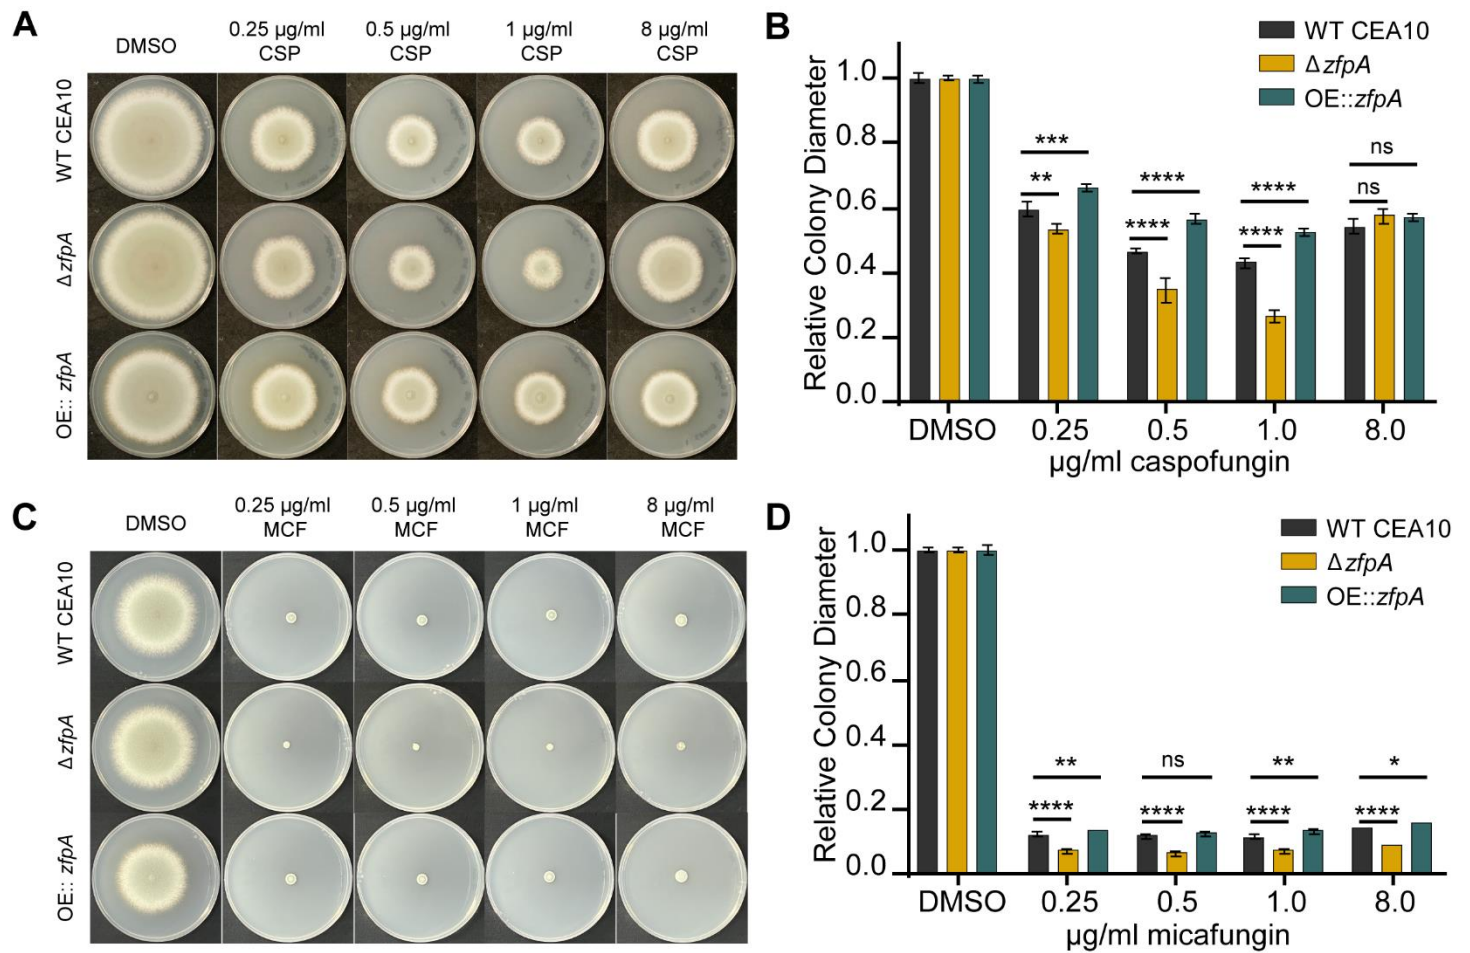 A
DMSO
0.25 µg/ml
CSP
0.5 µg/ml
CSP
1 µg/ml
CSP
8 µg/ml
CSP
WT CEA10
ΔzfpA
OE:: zfpA
B
WT CEA10
ΔzfpA
OE::zfpA
Relative Colony Diameter
1.0
0.8
0.6
0.4
0.2
0.0
***
**
****
****
****
****
ns
ns
DMSO
0.25
0.5
1.0
8.0
µg/ml caspofungin
C
DMSO
0.25 µg/ml
MCF
0.5 µg/ml
MCF
1 µg/ml
MCF
8 µg/ml
MCF
WT CEA10
ΔzfpA
OE:: zfpA
D
WT CEA10
ΔzfpA
OE::zfpA
Relative Colony Diameter
1.0
0.8
0.6
0.4
0.2
0.0
**
****
ns
****
**
****
*
****
DMSO
0.25
0.5
1.0
8.0
µg/ml micafungin